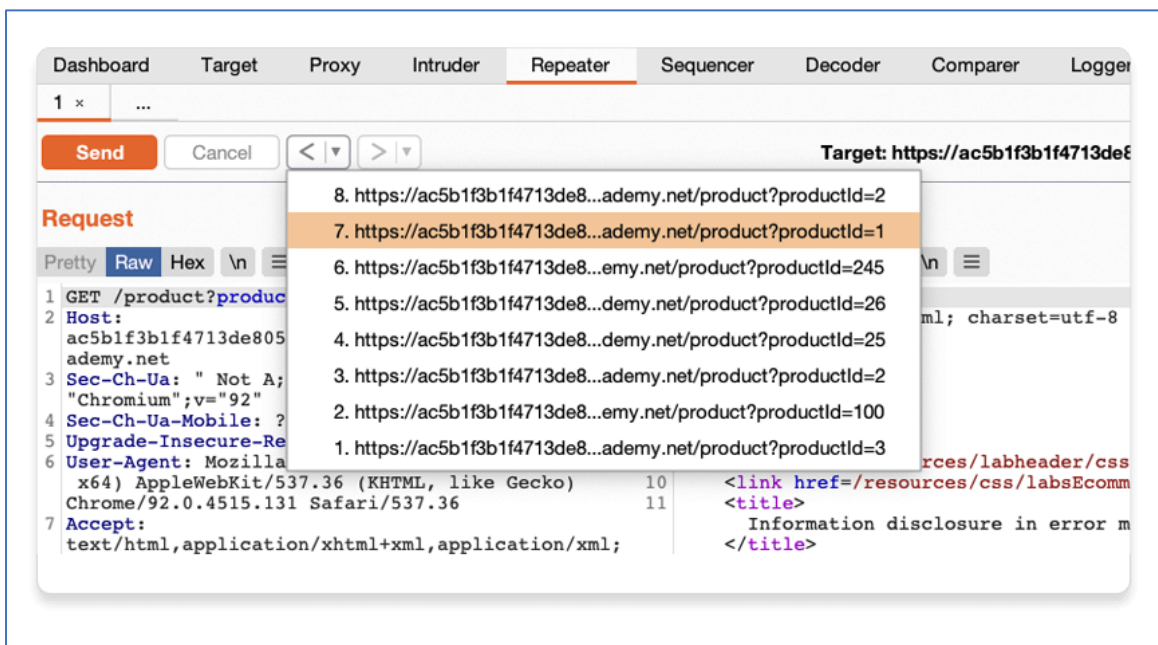 Dashboard Target Proxy Intruder Repeater Sequencer Decoder Comparer Logger
1 × ...
Send Cancel < ▼ > ▼ Target: https://ac5b1f3b1f4713de8
8. https://ac5b1f3b1f4713de8...ademy.net/product?productId=2
7. https://ac5b1f3b1f4713de8...ademy.net/product?productId=1
6. https://ac5b1f3b1f4713de8...emy.net/product?productId=245
5. https://ac5b1f3b1f4713de8...demy.net/product?productId=26
4. https://ac5b1f3b1f4713de8...demy.net/product?productId=25
3. https://ac5b1f3b1f4713de8...ademy.net/product?productId=2
2. https://ac5b1f3b1f4713de8...emy.net/product?productId=100
1. https://ac5b1f3b1f4713de8...ademy.net/product?productId=3
Request
Pretty Raw Hex \n
1 GET /product?produc
2 Host:
ac5b1f3b1f4713de805
ademy.net
3 Sec-Ch-Ua: " Not A;
"Chromium";v="92"
4 Sec-Ch-Ua-Mobile: ?
5 Upgrade-Insecure-Re
6 User-Agent: Mozilla
x64) AppleWebKit/537.36 (KHTML, like Gecko)
Chrome/92.0.4515.131 Safari/537.36
7 Accept:
text/html,application/xhtml+xml,application/xml;
\n
ml; charset=utf-8
rces/labheader/css
10 <link href=/resources/css/labsEcomm
11 <title>
Information disclosure in error m
</title>